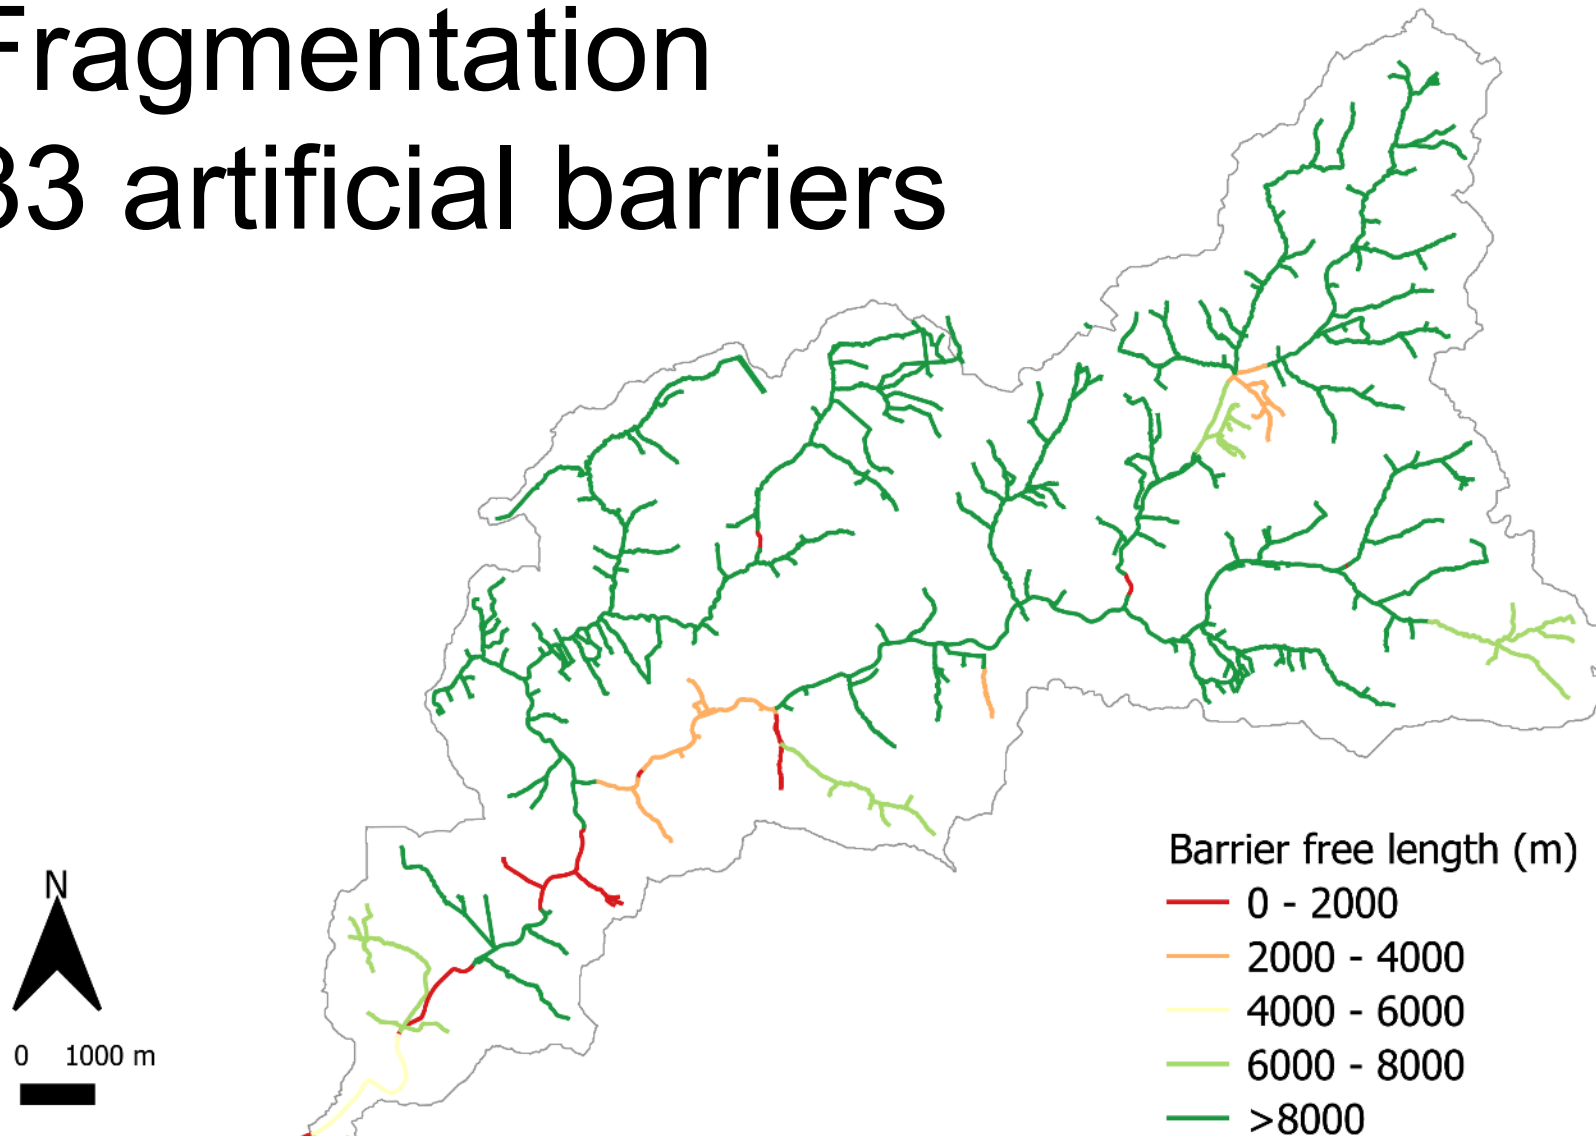 Fragmentation
33 artificial barriers
N
0 1000 m
Barrier free length (m)
0 - 2000
2000 - 4000
4000 - 6000
6000 - 8000
>8000